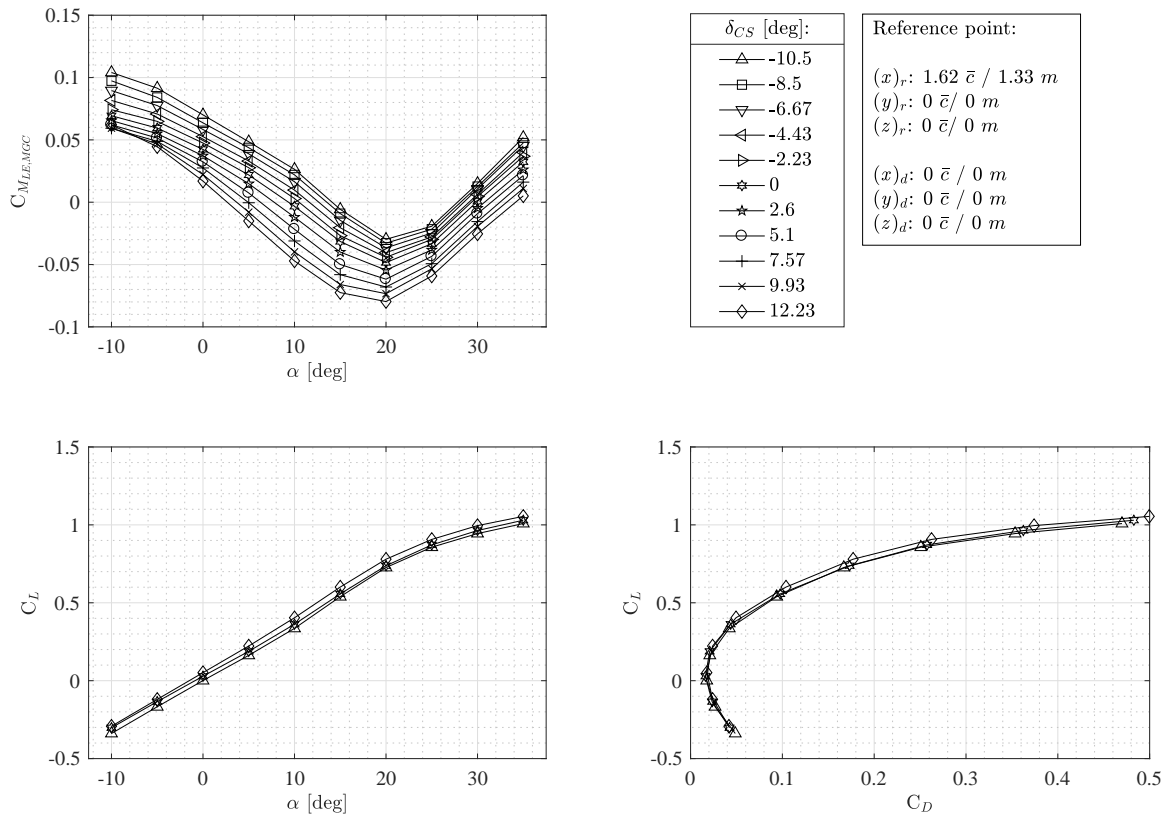 0.15
0.1
0.05
0
-0.05
-0.1
C_{M_{LE,MGC}}
-10 0 10 20 30
α [deg]
δ_{CS} [deg]:
-10.5
-8.5
-6.67
-4.43
-2.23
0
2.6
5.1
7.57
9.93
12.23
Reference point:
(x)_r: 1.62 c̄ / 1.33 m
(y)_r: 0 c̄/ 0 m
(z)_r: 0 c̄/ 0 m
(x)_d: 0 c̄ / 0 m
(y)_d: 0 c̄ / 0 m
(z)_d: 0 c̄ / 0 m
1.5
1
0.5
0
-0.5
C_L
-10 0 10 20 30
α [deg]
1.5
1
0.5
0
-0.5
C_L
0 0.1 0.2 0.3 0.4 0.5
C_D